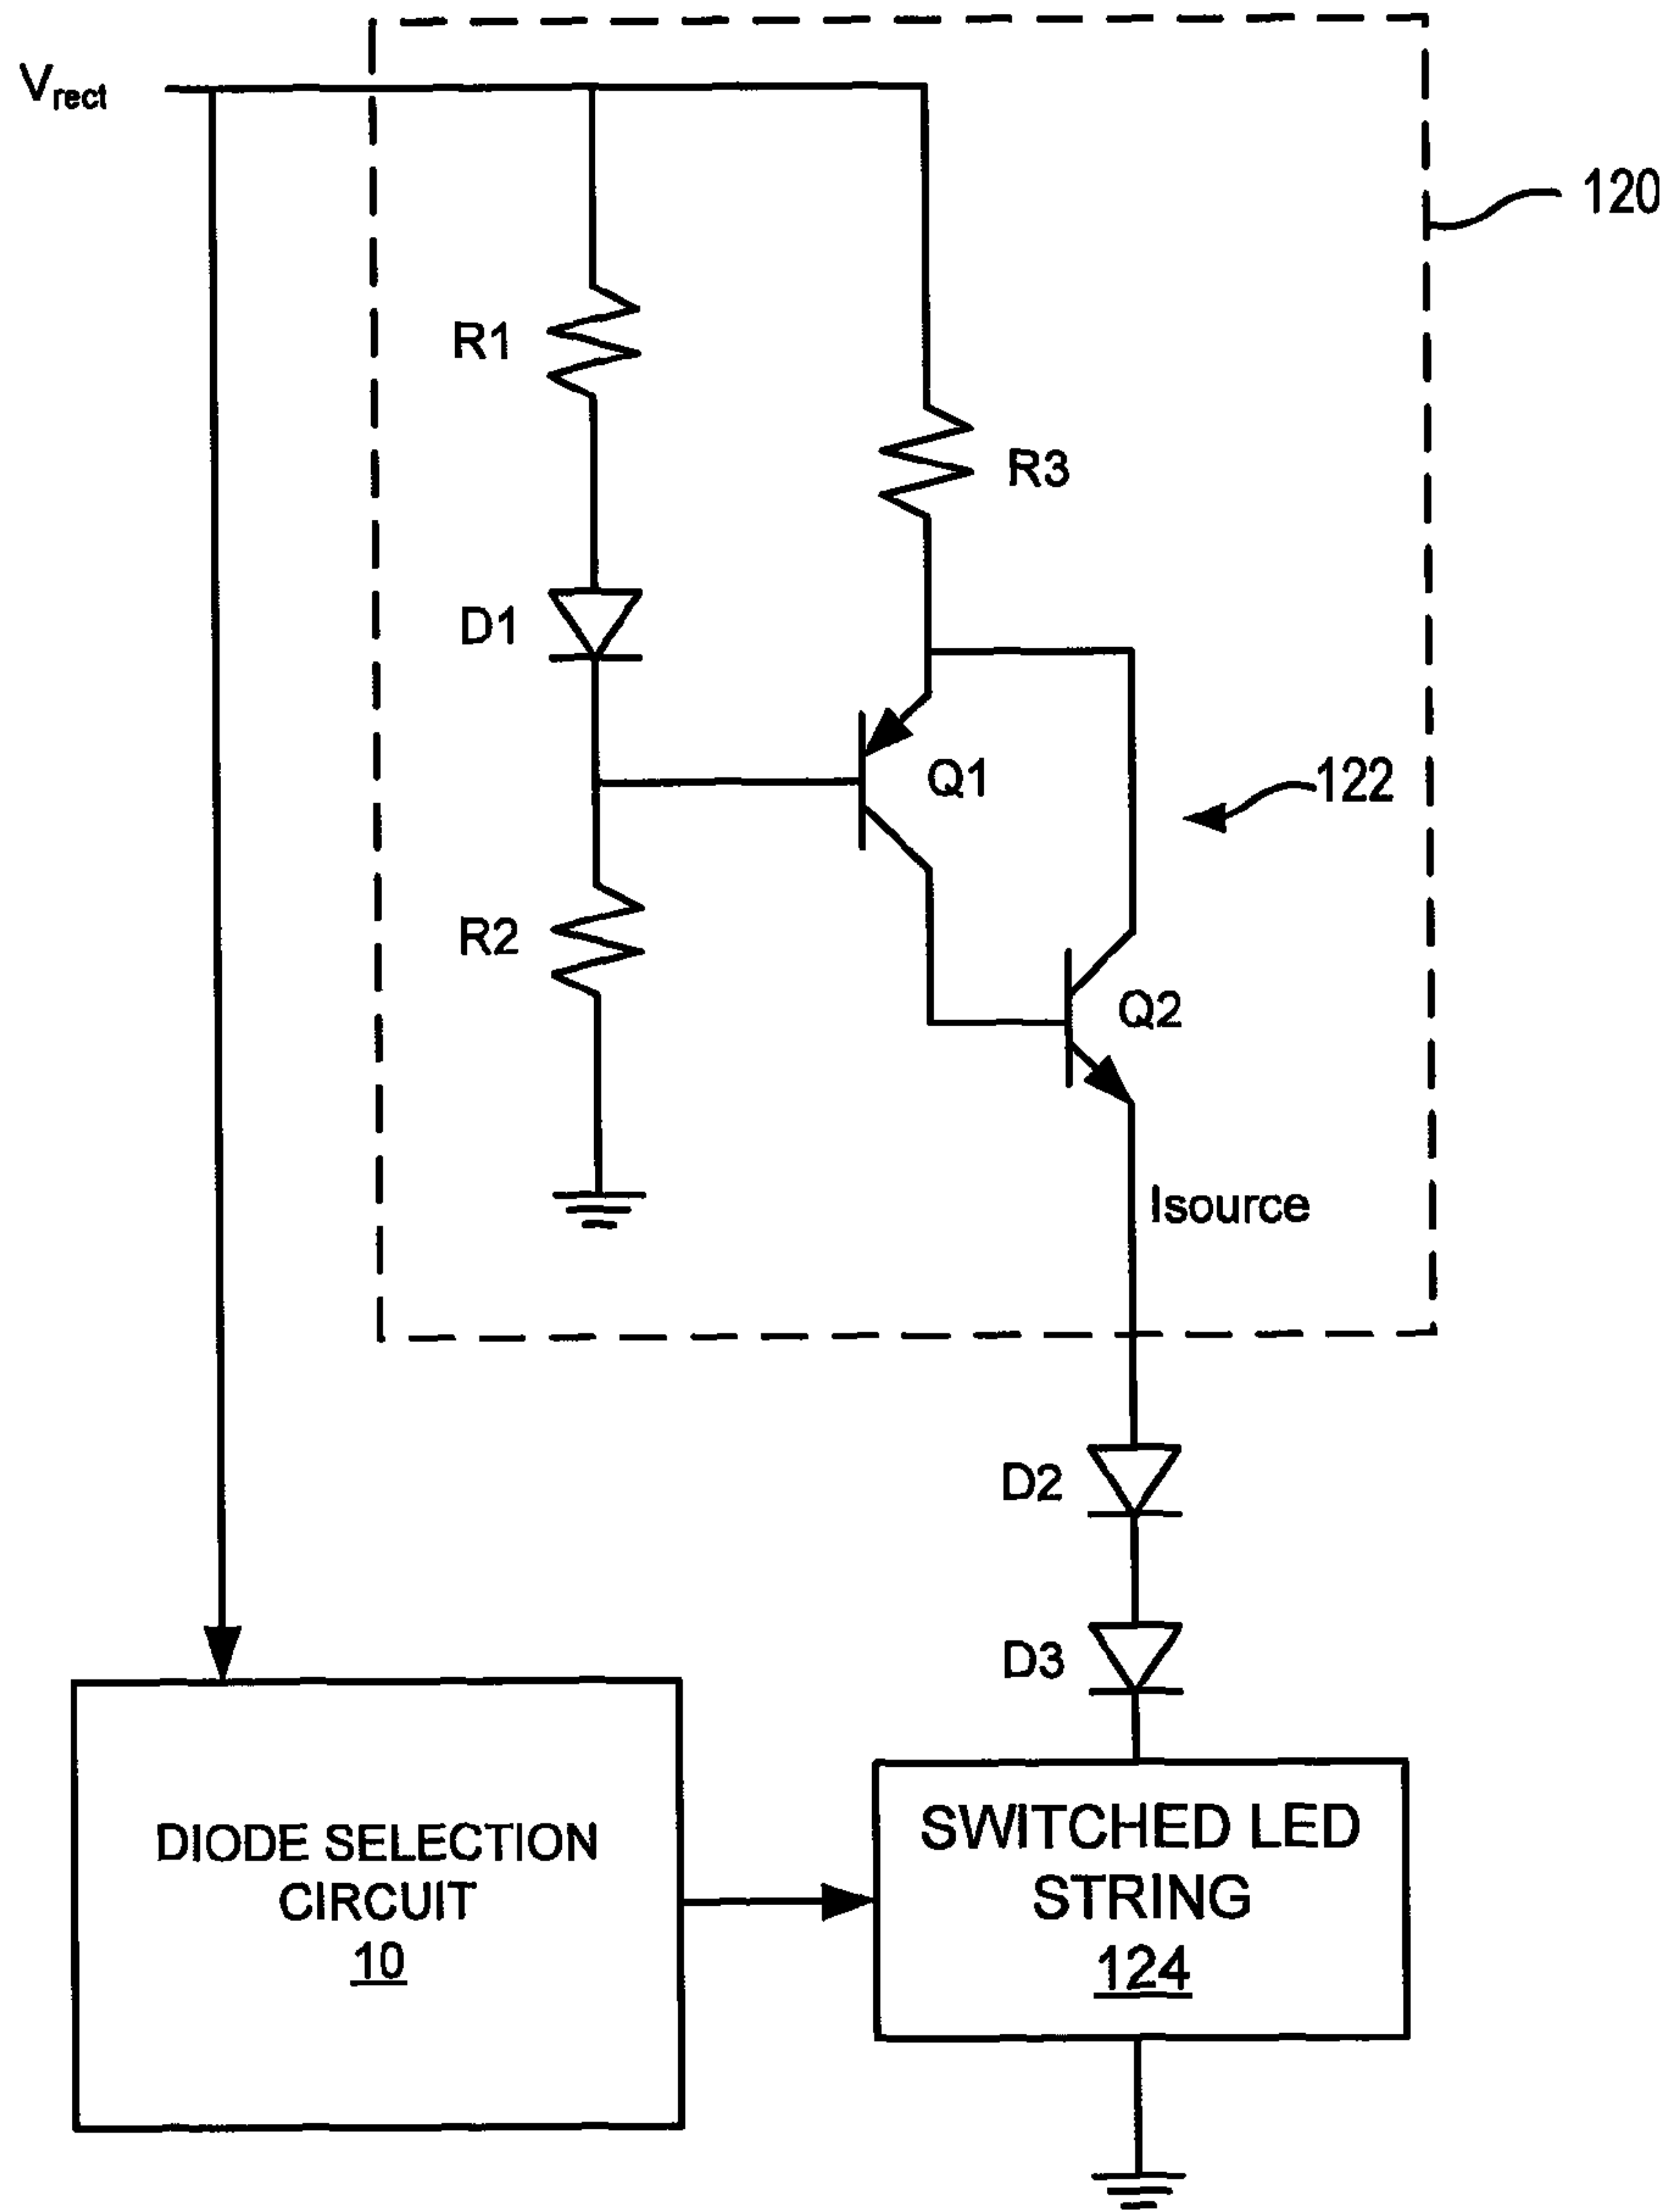 Vrect
120
R1
R3
D1
Q1
122
R2
Q2
Isource
D2
D3
DIODE SELECTION
CIRCUIT
10
SWITCHED LED
STRING
124